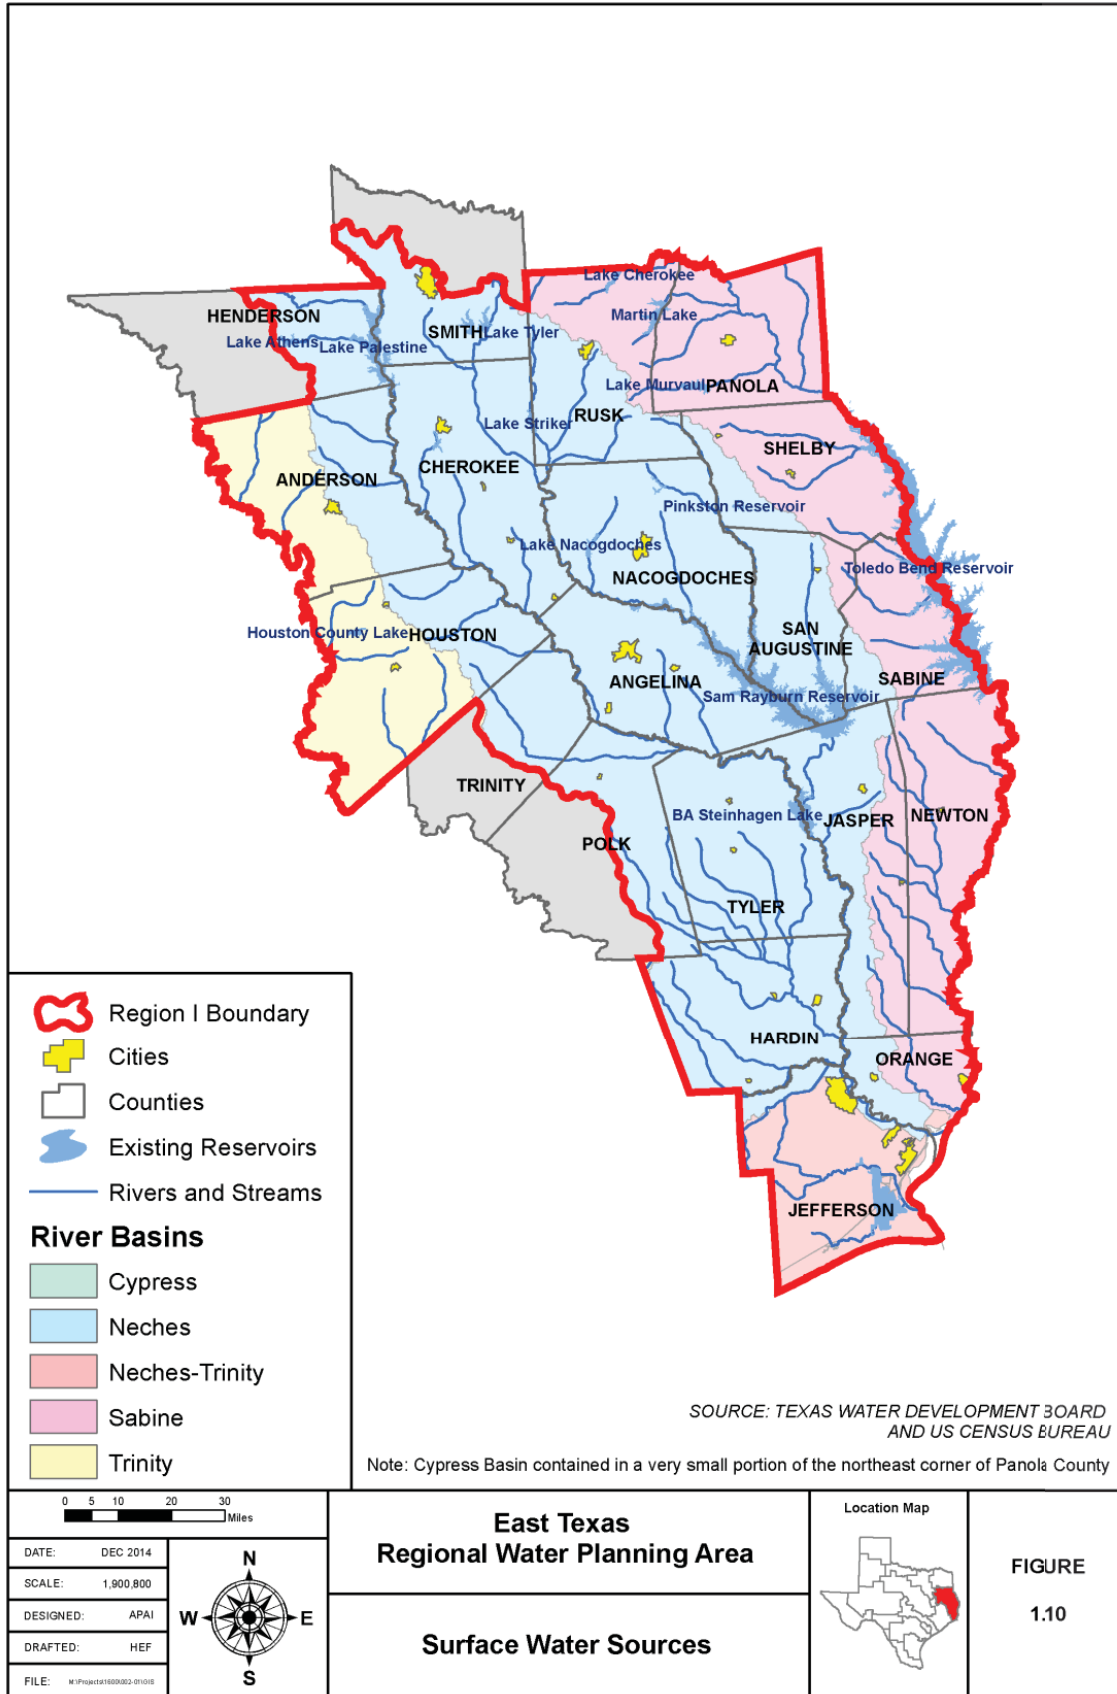 HENDERSON
SMITH
Lake Tyler
Lake Athens
Lake Palestine
Lake Cherokee
Martin Lake
Lake Murvaul
PANOLA
RUSK
Lake Striker
CHEROKEE
SHELBY
ANDERSON
Pinkston Reservoir
Lake Nacogdoches
NACOGDOCHES
Toledo Bend Reservoir
SAN
AUGUSTINE
Houston County Lake
HOUSTON
ANGELINA
SABINE
Sam Rayburn Reservoir
TRINITY
BA Steinhagen Lake
JASPER
NEWTON
POLK
TYLER
HARDIN
ORANGE
JEFFERSON
Region I Boundary
Cities
Counties
Existing Reservoirs
Rivers and Streams
River Basins
Cypress
Neches
Neches-Trinity
Sabine
Trinity
SOURCE: TEXAS WATER DEVELOPMENT BOARD
AND US CENSUS BUREAU
Note: Cypress Basin contained in a very small portion of the northeast corner of Panola County
0 5 10 20 30
Miles
DATE: DEC 2014
SCALE: 1,900,800
DESIGNED: APAI
DRAFTED: HEF
FILE:
N
W E
S
East Texas
Regional Water Planning Area
Surface Water Sources
Location Map
FIGURE
1.10